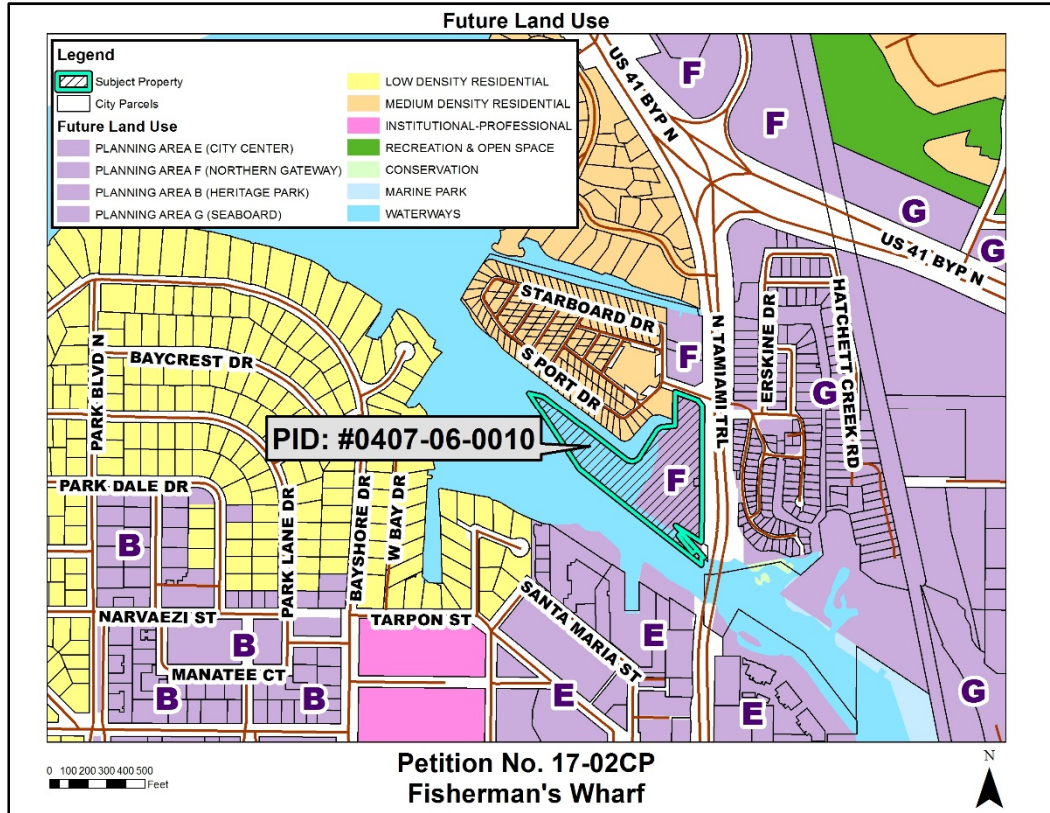 Future Land Use
Legend
Subject Property
City Parcels
Future Land Use
PLANNING AREA E (CITY CENTER)
PLANNING AREA F (NORTHERN GATEWAY)
PLANNING AREA B (HERITAGE PARK)
PLANNING AREA G (SEABOARD)
LOW DENSITY RESIDENTIAL
MEDIUM DENSITY RESIDENTIAL
INSTITUTIONAL-PROFESSIONAL
RECREATION & OPEN SPACE
CONSERVATION
MARINE PARK
WATERWAYS
US 41 BYP N
F
F
G
US 41 BYP N
G
STARBOARD DR
S PORT DR
F
N TAMIAMI TRL
ERSKINE DR
HATCHETT CREEK RD
G
PARK BLVD N
BAYCREST DR
PID: #0407-06-0010
F
PARK DALE DR
PARK LANE DR
BAYSHORE DR
W BAY DR
B
NARVAEZI ST
TARPON ST
SANTA MARIA ST
E
B
MANATEE CT
B
B
E
E
G
0 100 200 300 400 500
Feet
Petition No. 17-02CP
Fisherman's Wharf
N